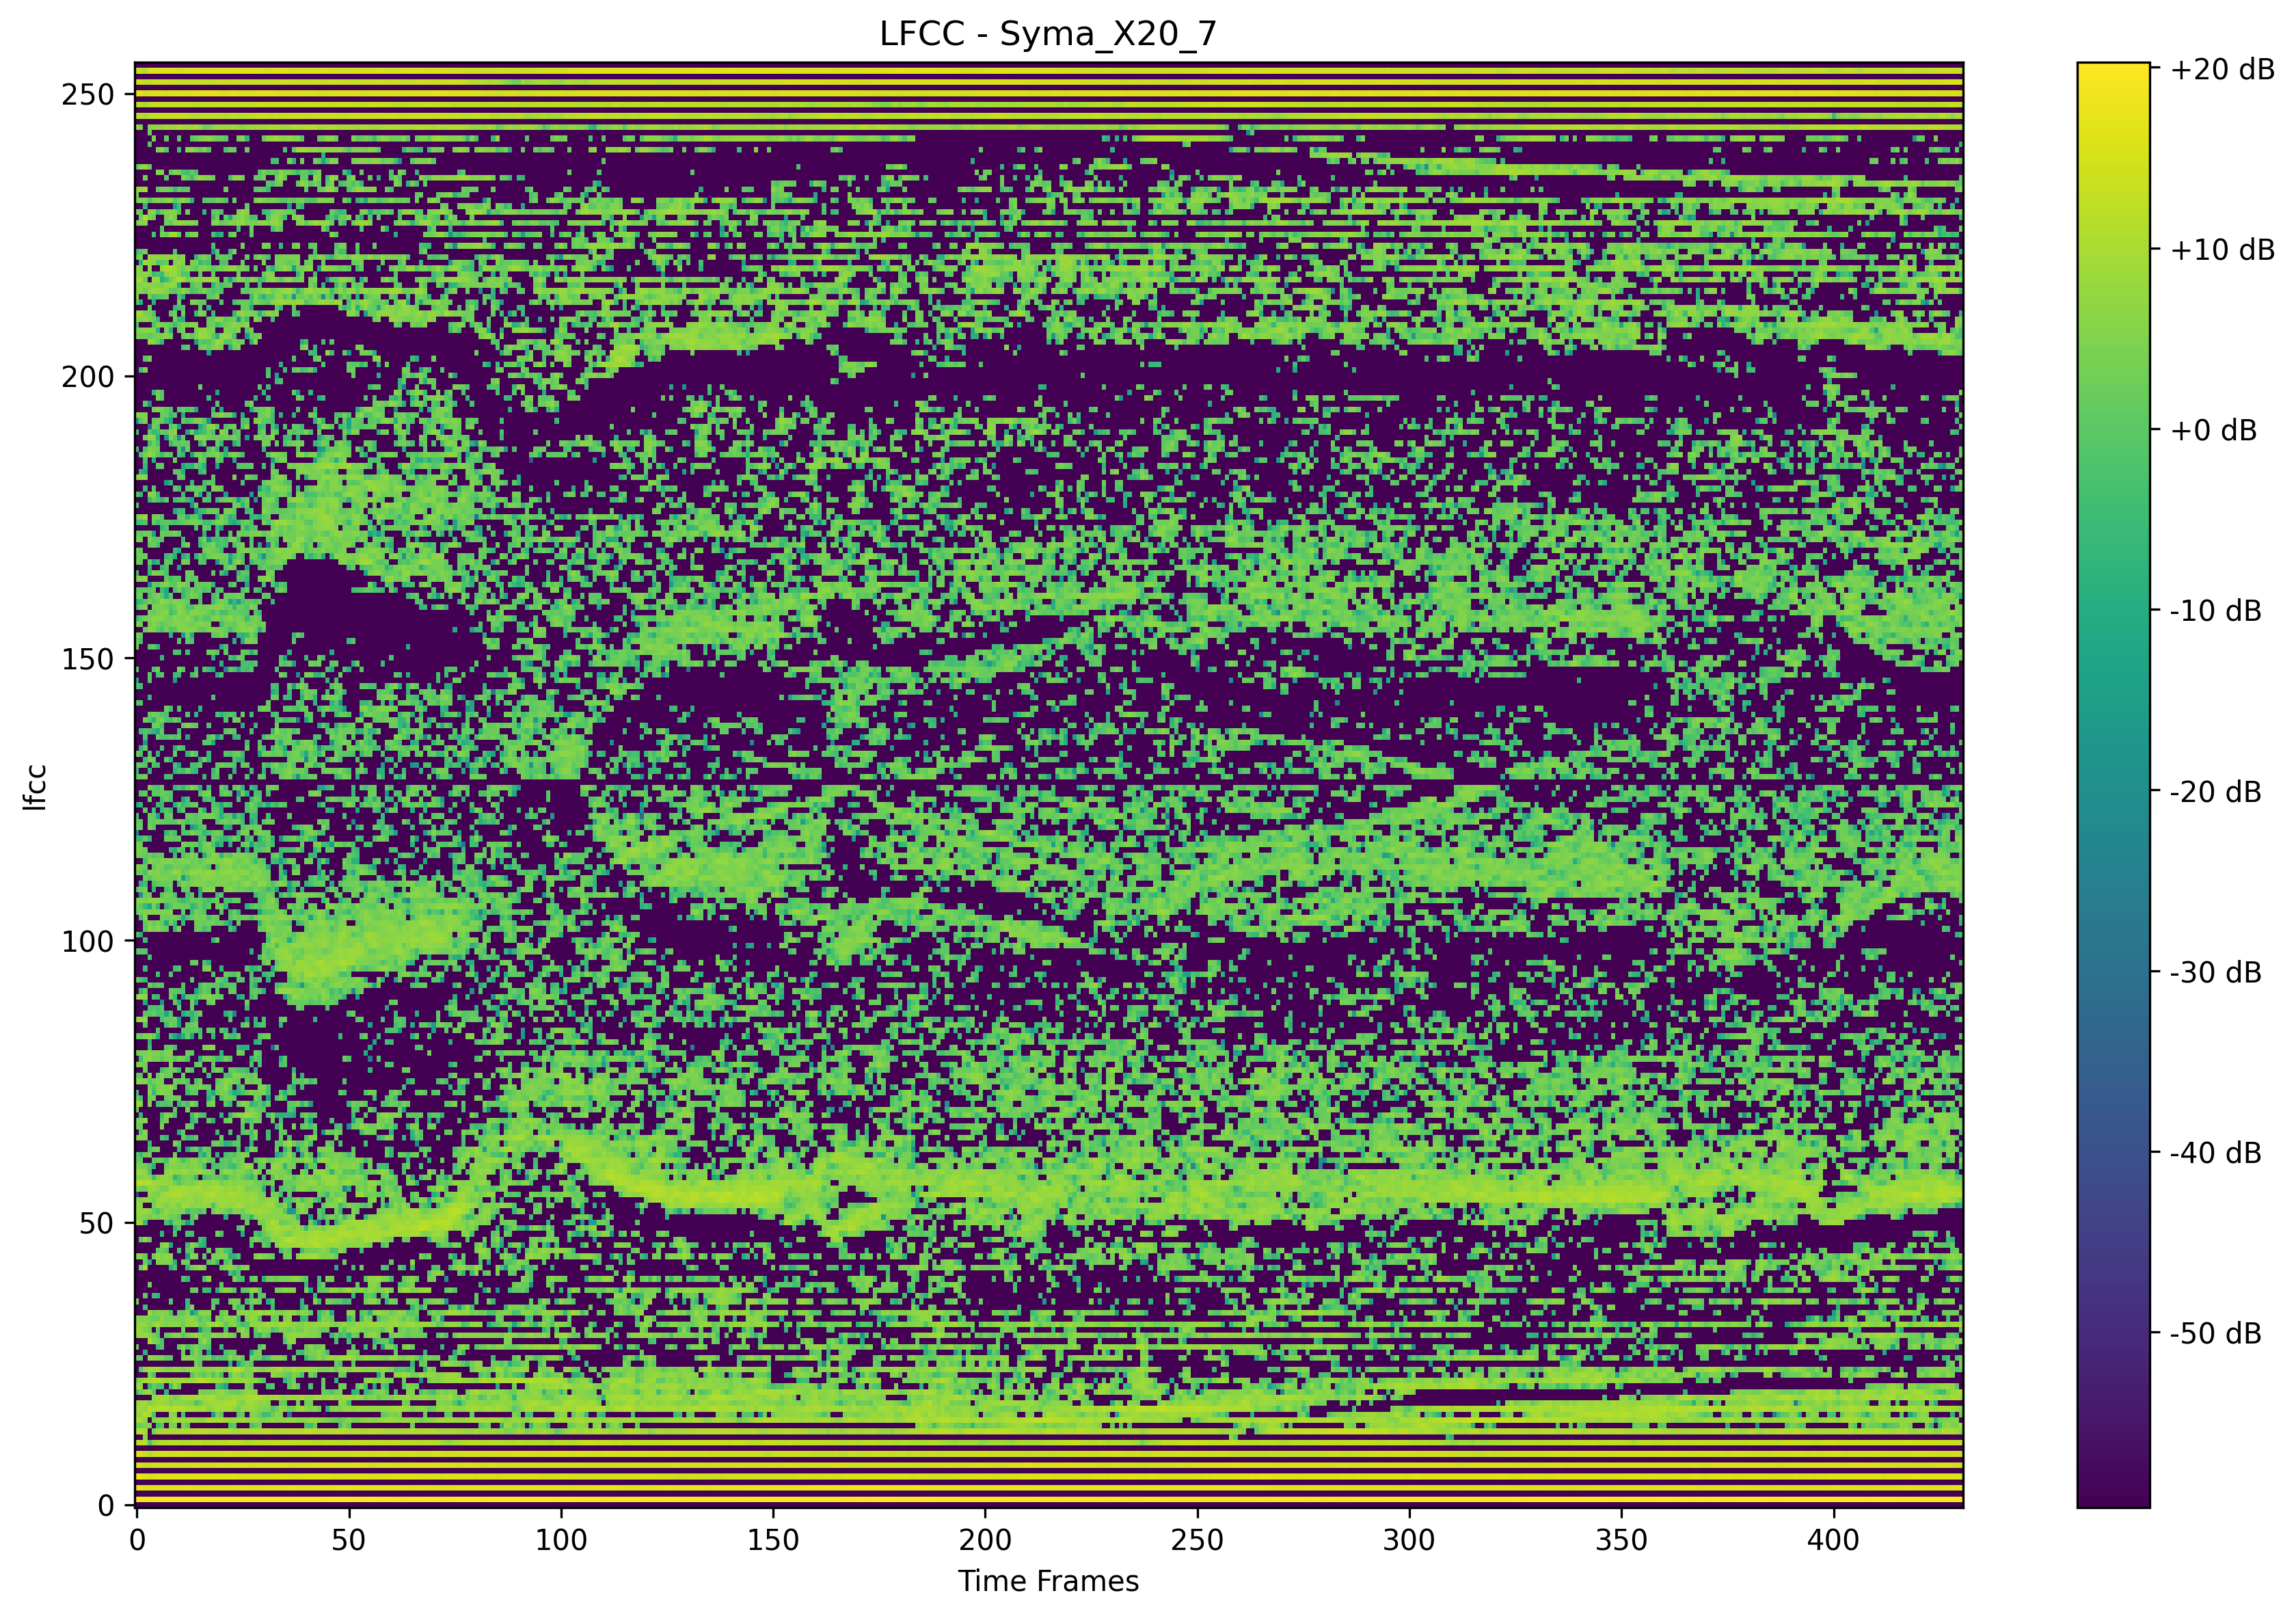 LFCC - Syma_X20_7
lfcc
250
200
150
100
50
0
0 50 100 150 200 250 300 350 400
Time Frames
+20 dB
+10 dB
+0 dB
-10 dB
-20 dB
-30 dB
-40 dB
-50 dB